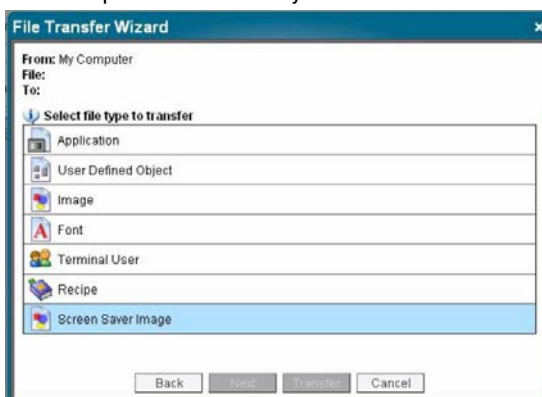 File Transfer Wizard
From: My Computer
File:
To:
Select file type to transfer
Application
User Defined Object
Image
Font
Terminal User
Recipe
Screen Saver Image
Back Next Transfer Cancel